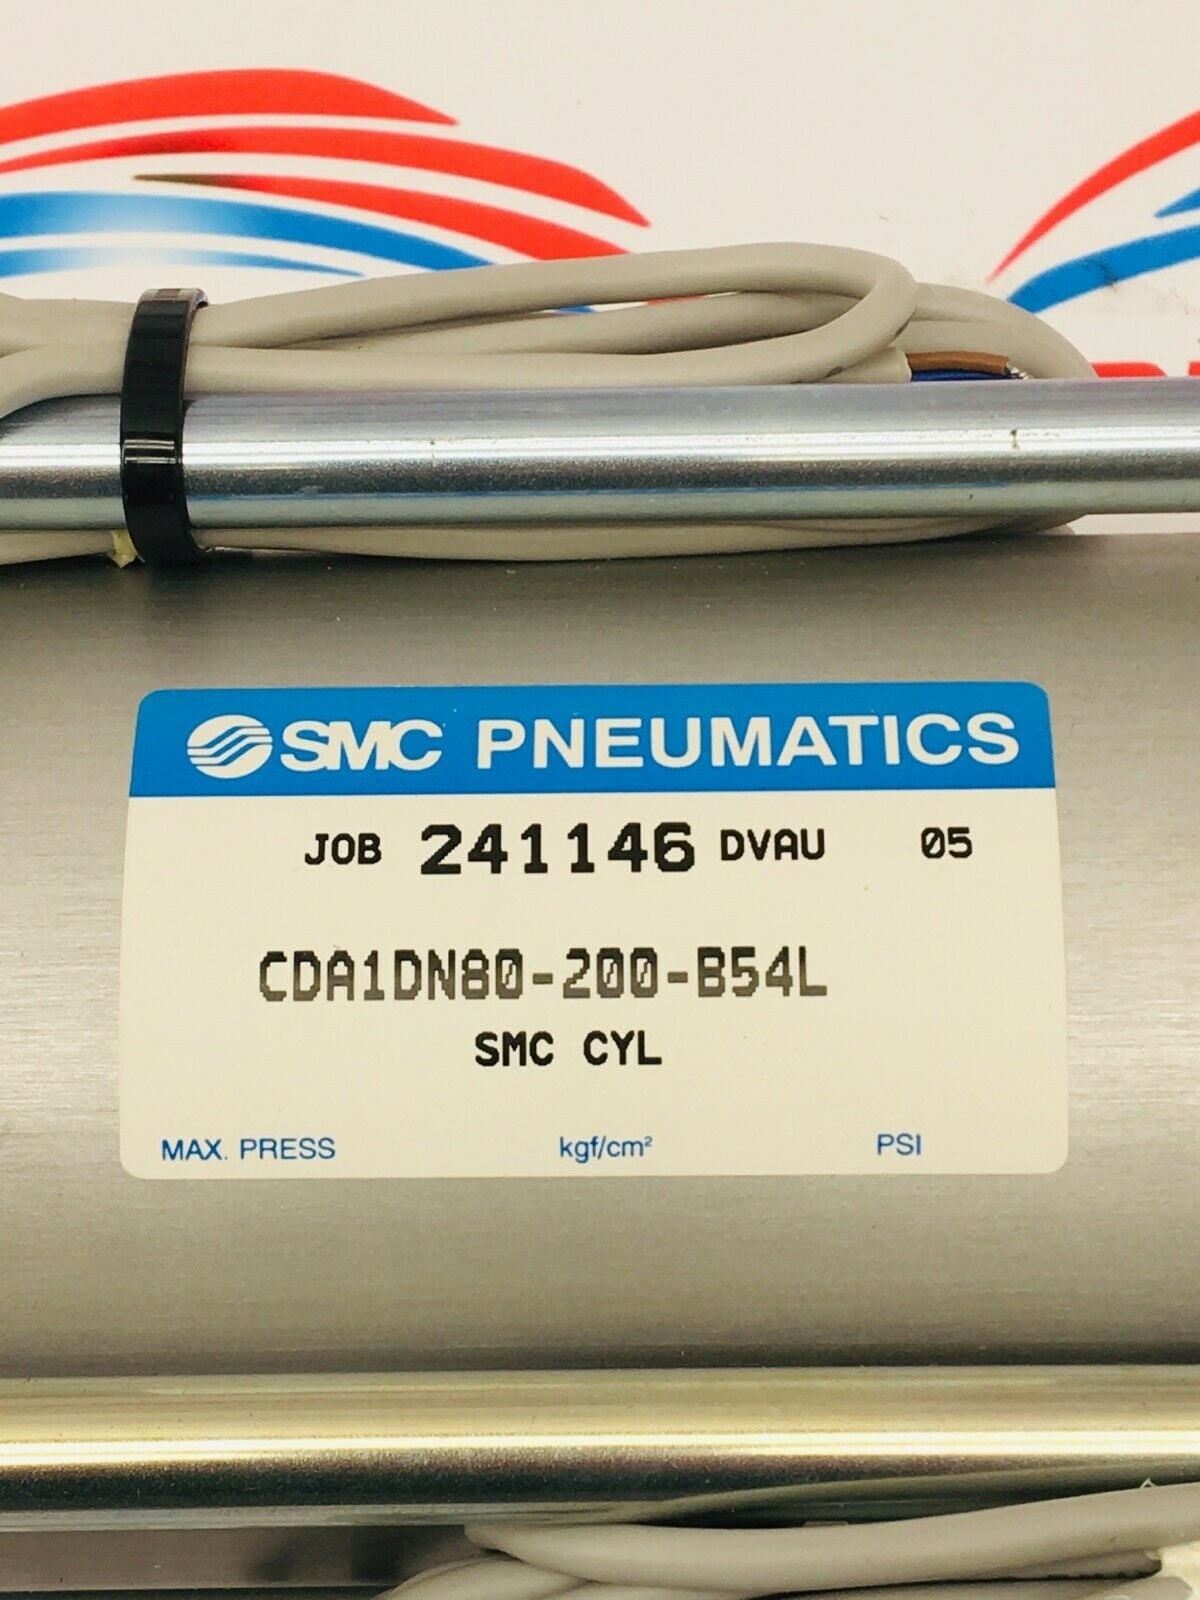 SMC PNEUMATICS
JOB 241146 DVAU 05
CDA1DN80-200-B54L
SMC CYL
MAX. PRESS kgf/cm² PSI